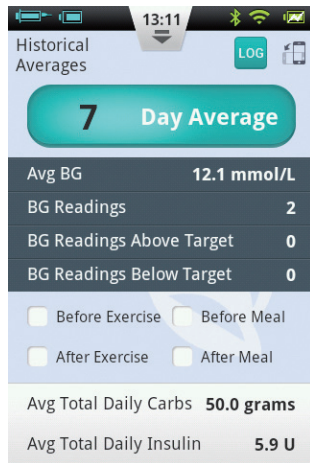 13:11
Historical
Averages
LOG
7 Day Average
Avg BG 12.1 mmol/L
BG Readings 2
BG Readings Above Target 0
BG Readings Below Target 0
Before Exercise Before Meal
After Exercise After Meal
Avg Total Daily Carbs 50.0 grams
Avg Total Daily Insulin 5.9 U